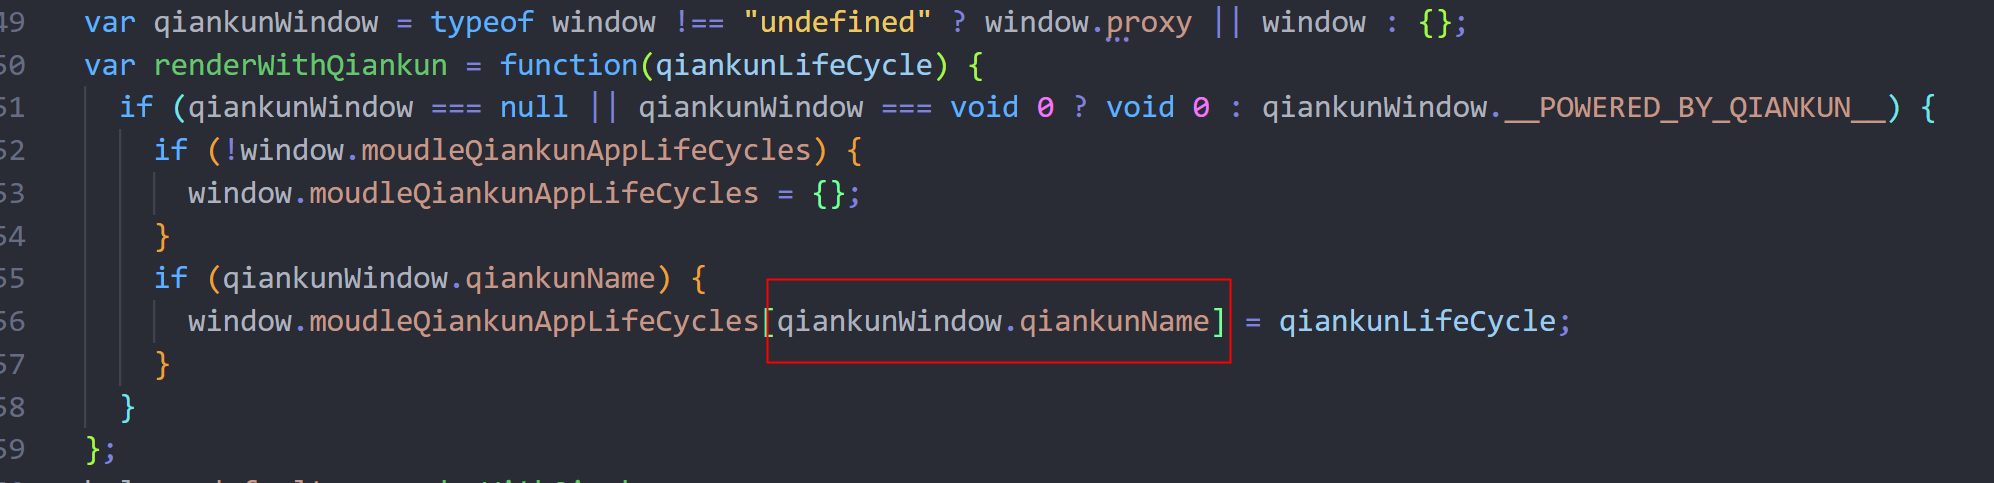 49 var qiankunWindow = typeof window !== "undefined" ? window.proxy || window : {};
50 var renderWithQiankun = function(qiankunLifeCycle) {
51 if (qiankunWindow === null || qiankunWindow === void 0 ? void 0 : qiankunWindow.__POWERED_BY_QIANKUN__) {
52 if (!window.moudleQiankunAppLifeCycles) {
53 window.moudleQiankunAppLifeCycles = {};
54 }
55 if (qiankunWindow.qiankunName) {
56 window.moudleQiankunAppLifeCycles[qiankunWindow.qiankunName] = qiankunLifeCycle;
57 }
58 }
59 };